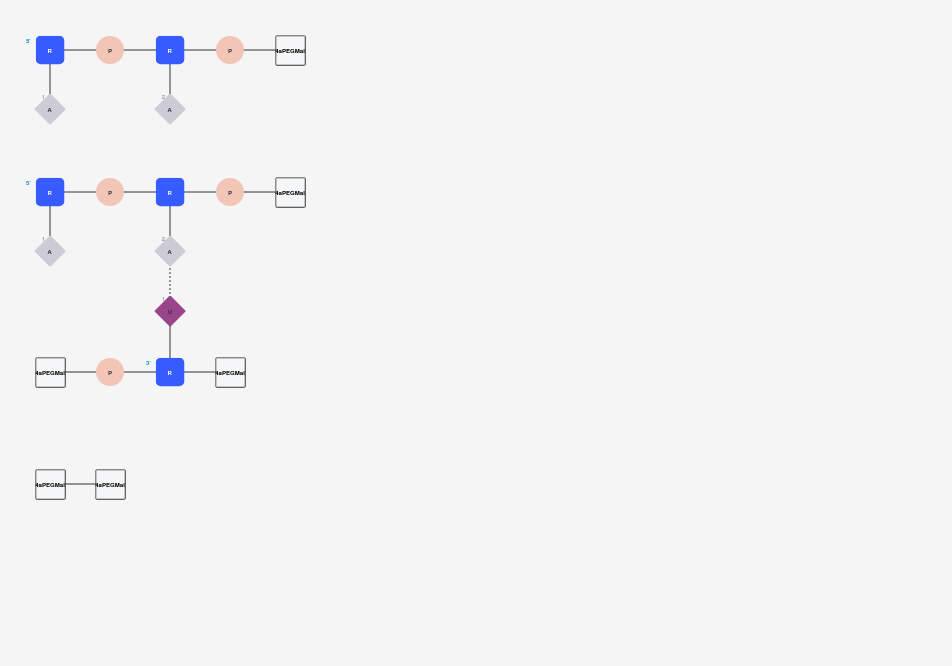 5'
R P R P 4aPEGMal
1 2
A A
5'
R P R P 4aPEGMal
1 2
A A
1
U
3'
4aPEGMal P R 4aPEGMal
4aPEGMal 4aPEGMal